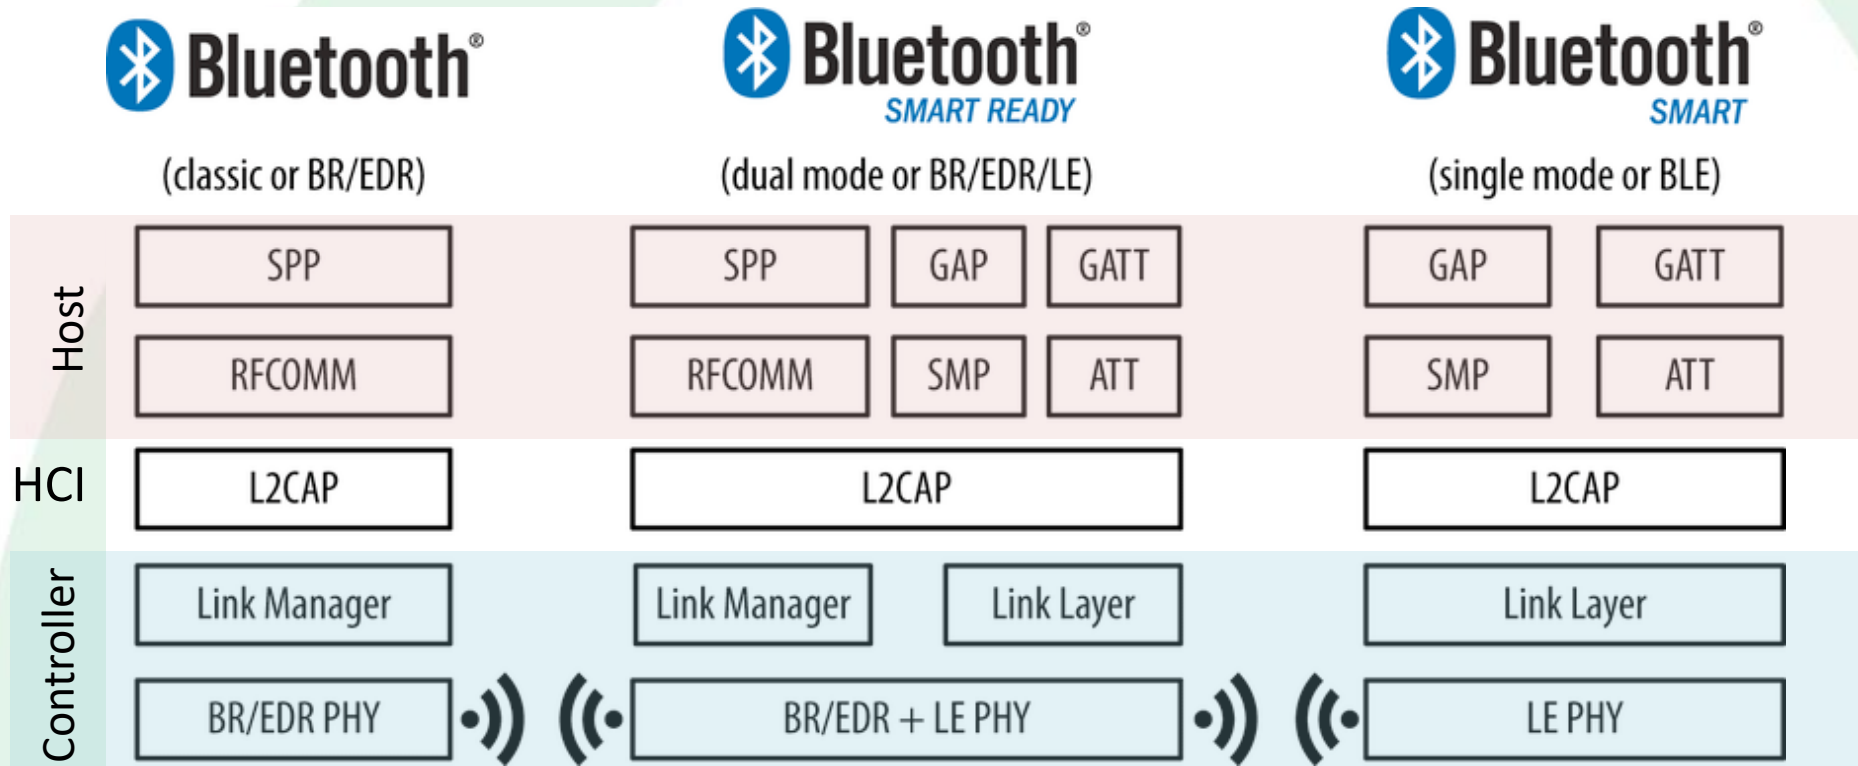 Bluetooth® Bluetooth® Bluetooth®
SMART READY SMART
(classic or BR/EDR) (dual mode or BR/EDR/LE) (single mode or BLE)
Host
SPP SPP GAP GATT GAP GATT
RFCOMM RFCOMM SMP ATT SMP ATT
HCI L2CAP L2CAP L2CAP
Controller
Link Manager Link Manager Link Layer Link Layer
BR/EDR PHY BR/EDR + LE PHY LE PHY